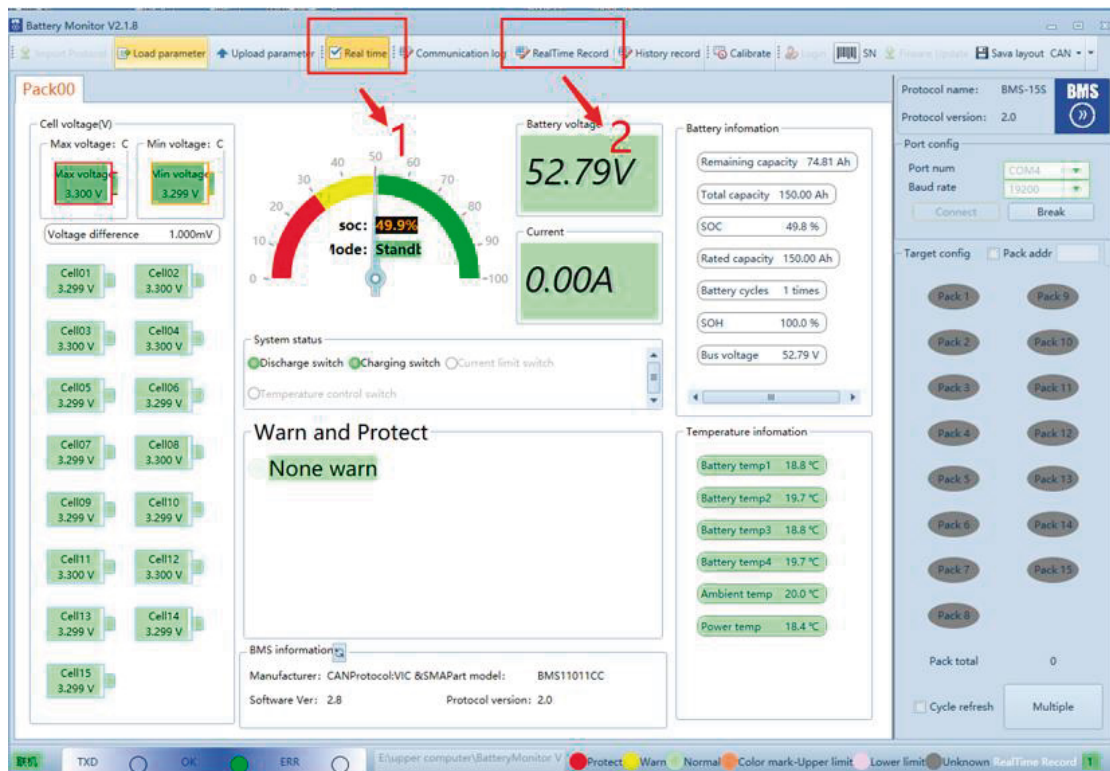 Battery Monitor V2.1.8
Load parameter Upload parameter Real time Communication log RealTime Record History record Calibrate SN Sava layout CAN
1
2
Pack00
Cell voltage(V)
Max voltage: C Min voltage: C
Max voltage
3.300 V
Min voltage
3.299 V
Voltage difference 1.000mV
Cell01
3.299 V
Cell02
3.300 V
Cell03
3.300 V
Cell04
3.300 V
Cell05
3.299 V
Cell06
3.299 V
Cell07
3.299 V
Cell08
3.300 V
Cell09
3.299 V
Cell10
3.299 V
Cell11
3.300 V
Cell12
3.300 V
Cell13
3.299 V
Cell14
3.299 V
Cell15
3.299 V
0 10 20 30 40 50 60 70 80 90 100
soc: 49.9%
Mode: Standb
Battery voltage
52.79V
Current
0.00A
System status
Discharge switch Charging switch Current limit switch
Temperature control switch
Warn and Protect
None warn
BMS information
Manufacturer: CANProtocol:VIC &SMAPart model: BMS11011CC
Software Ver: 2.8 Protocol version: 2.0
Battery infomation
Remaining capacity 74.81 Ah
Total capacity 150.00 Ah
SOC 49.8 %
Rated capacity 150.00 Ah
Battery cycles 1 times
SOH 100.0 %
Bus voltage 52.79 V
Temperature infomation
Battery temp1 18.8 ℃
Battery temp2 19.7 ℃
Battery temp3 18.8 ℃
Battery temp4 19.7 ℃
Ambient temp 20.0 ℃
Power temp 18.4 ℃
Protocol name: BMS-15S
Protocol version: 2.0
BMS
Port config
Port num COM4
Baud rate 19200
Connect Break
Target config Pack addr
Pack 1 Pack 9
Pack 2 Pack 10
Pack 3 Pack 11
Pack 4 Pack 12
Pack 5 Pack 13
Pack 6 Pack 14
Pack 7 Pack 15
Pack 8
Pack total 0
Cycle refresh Multiple
联机 TXD OK ERR E:\upper computer\BatteryMonitor V Protect Warn Normal Color mark-Upper limit Lower limit Unknown RealTime Record 1